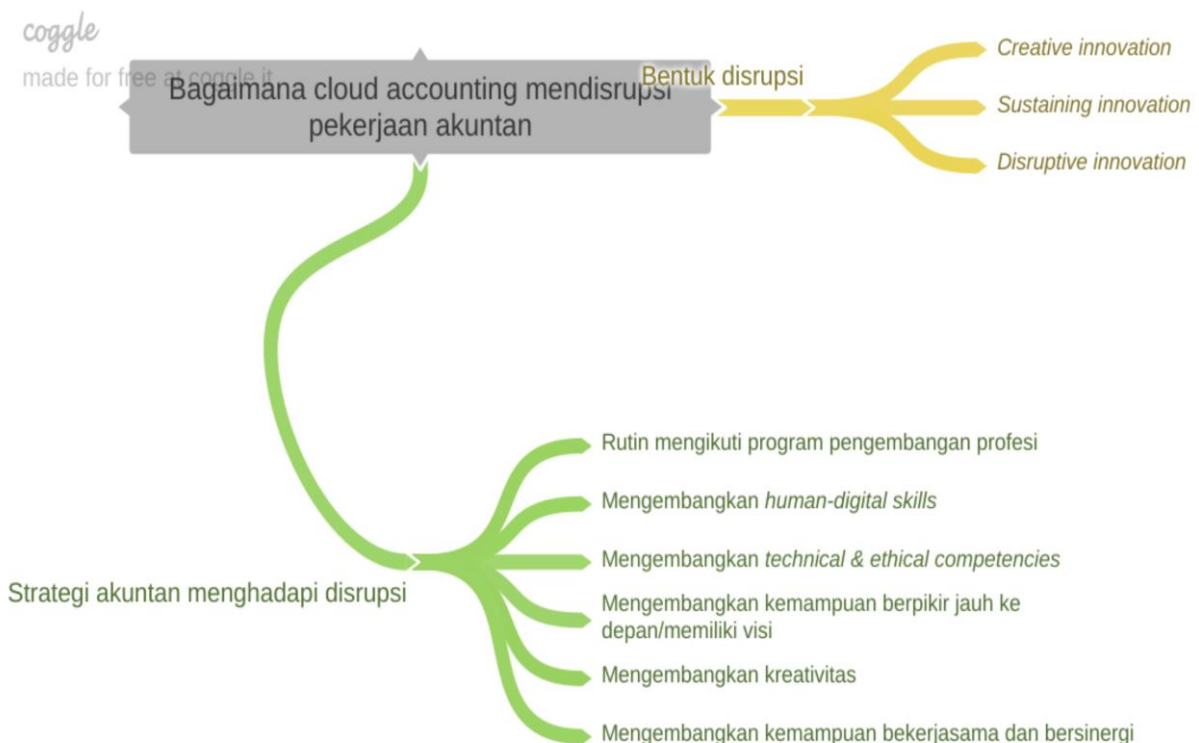 coggle
made for free at coggle.it
Bagaimana cloud accounting mendisrupsi
pekerjaan akuntan
Bentuk disrupsi
Creative innovation
Sustaining innovation
Disruptive innovation
Strategi akuntan menghadapi disrupsi
Rutin mengikuti program pengembangan profesi
Mengembangkan human-digital skills
Mengembangkan technical & ethical competencies
Mengembangkan kemampuan berpikir jauh ke
depan/memiliki visi
Mengembangkan kreativitas
Mengembangkan kemampuan bekerjasama dan bersinergi